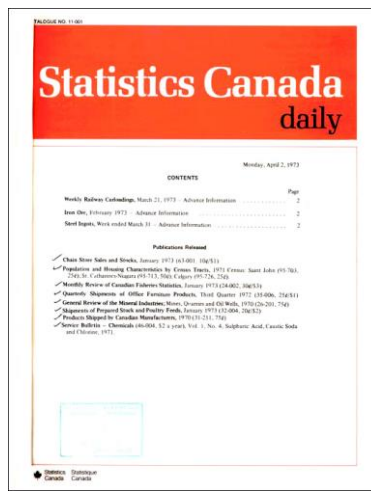 TALOGUE NO. 11-001
Statistics Canada
daily
Monday, April 2, 1973
CONTENTS
Page
Weekly Railway Carloadings, March 21, 1973 - Advance Information . . . . . . . . . . . . 2
Iron Ore, February 1973 - Advance Information . . . . . . . . . . . . . . . . . . . . . . . 2
Steel Ingots, Week ended March 31 - Advance Information . . . . . . . . . . . . . . . . 2
Publications Released
Chain Store Sales and Stocks, January 1973 (63-001, 10¢/$1)
Population and Housing Characteristics by Census Tracts, 1971 Census: Saint John (95-703,
25¢); St. Catharines-Niagara (95-713, 50¢); Calgary (95-726, 25¢)
Monthly Review of Canadian Fisheries Statistics, January 1973 (24-002, 30¢/$3)
Quarterly Shipments of Office Furniture Products, Third Quarter 1972 (35-006, 25¢/$1)
General Review of the Mineral Industries; Mines, Quarries and Oil Wells, 1970 (26-201, 75¢)
Shipments of Prepared Stock and Poultry Feeds, January 1973 (32-004, 20¢/$2)
Products Shipped by Canadian Manufacturers, 1970 (31-211, 75¢)
Service Bulletin - Chemicals (46-004, $2 a year), Vol. 1, No. 4, Sulphuric Acid, Caustic Soda
and Chlorine, 1971
Statistics Statistique
Canada Canada